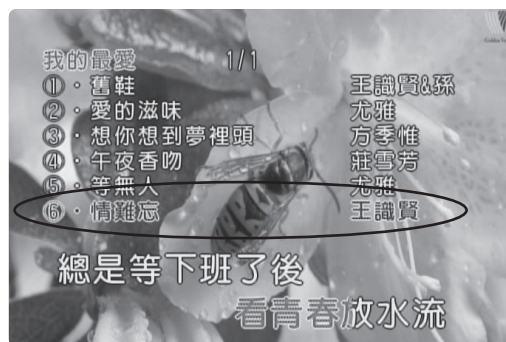 我的最愛 1/1
① · 舊鞋 王識賢&孫
② · 愛的滋味 尤雅
③ · 想你想到夢裡頭 方季惟
④ · 午夜香吻 莊雪芳
⑤ · 等無人 尤雅
⑥ · 情難忘 王識賢
總是等下班了後
看青春放水流